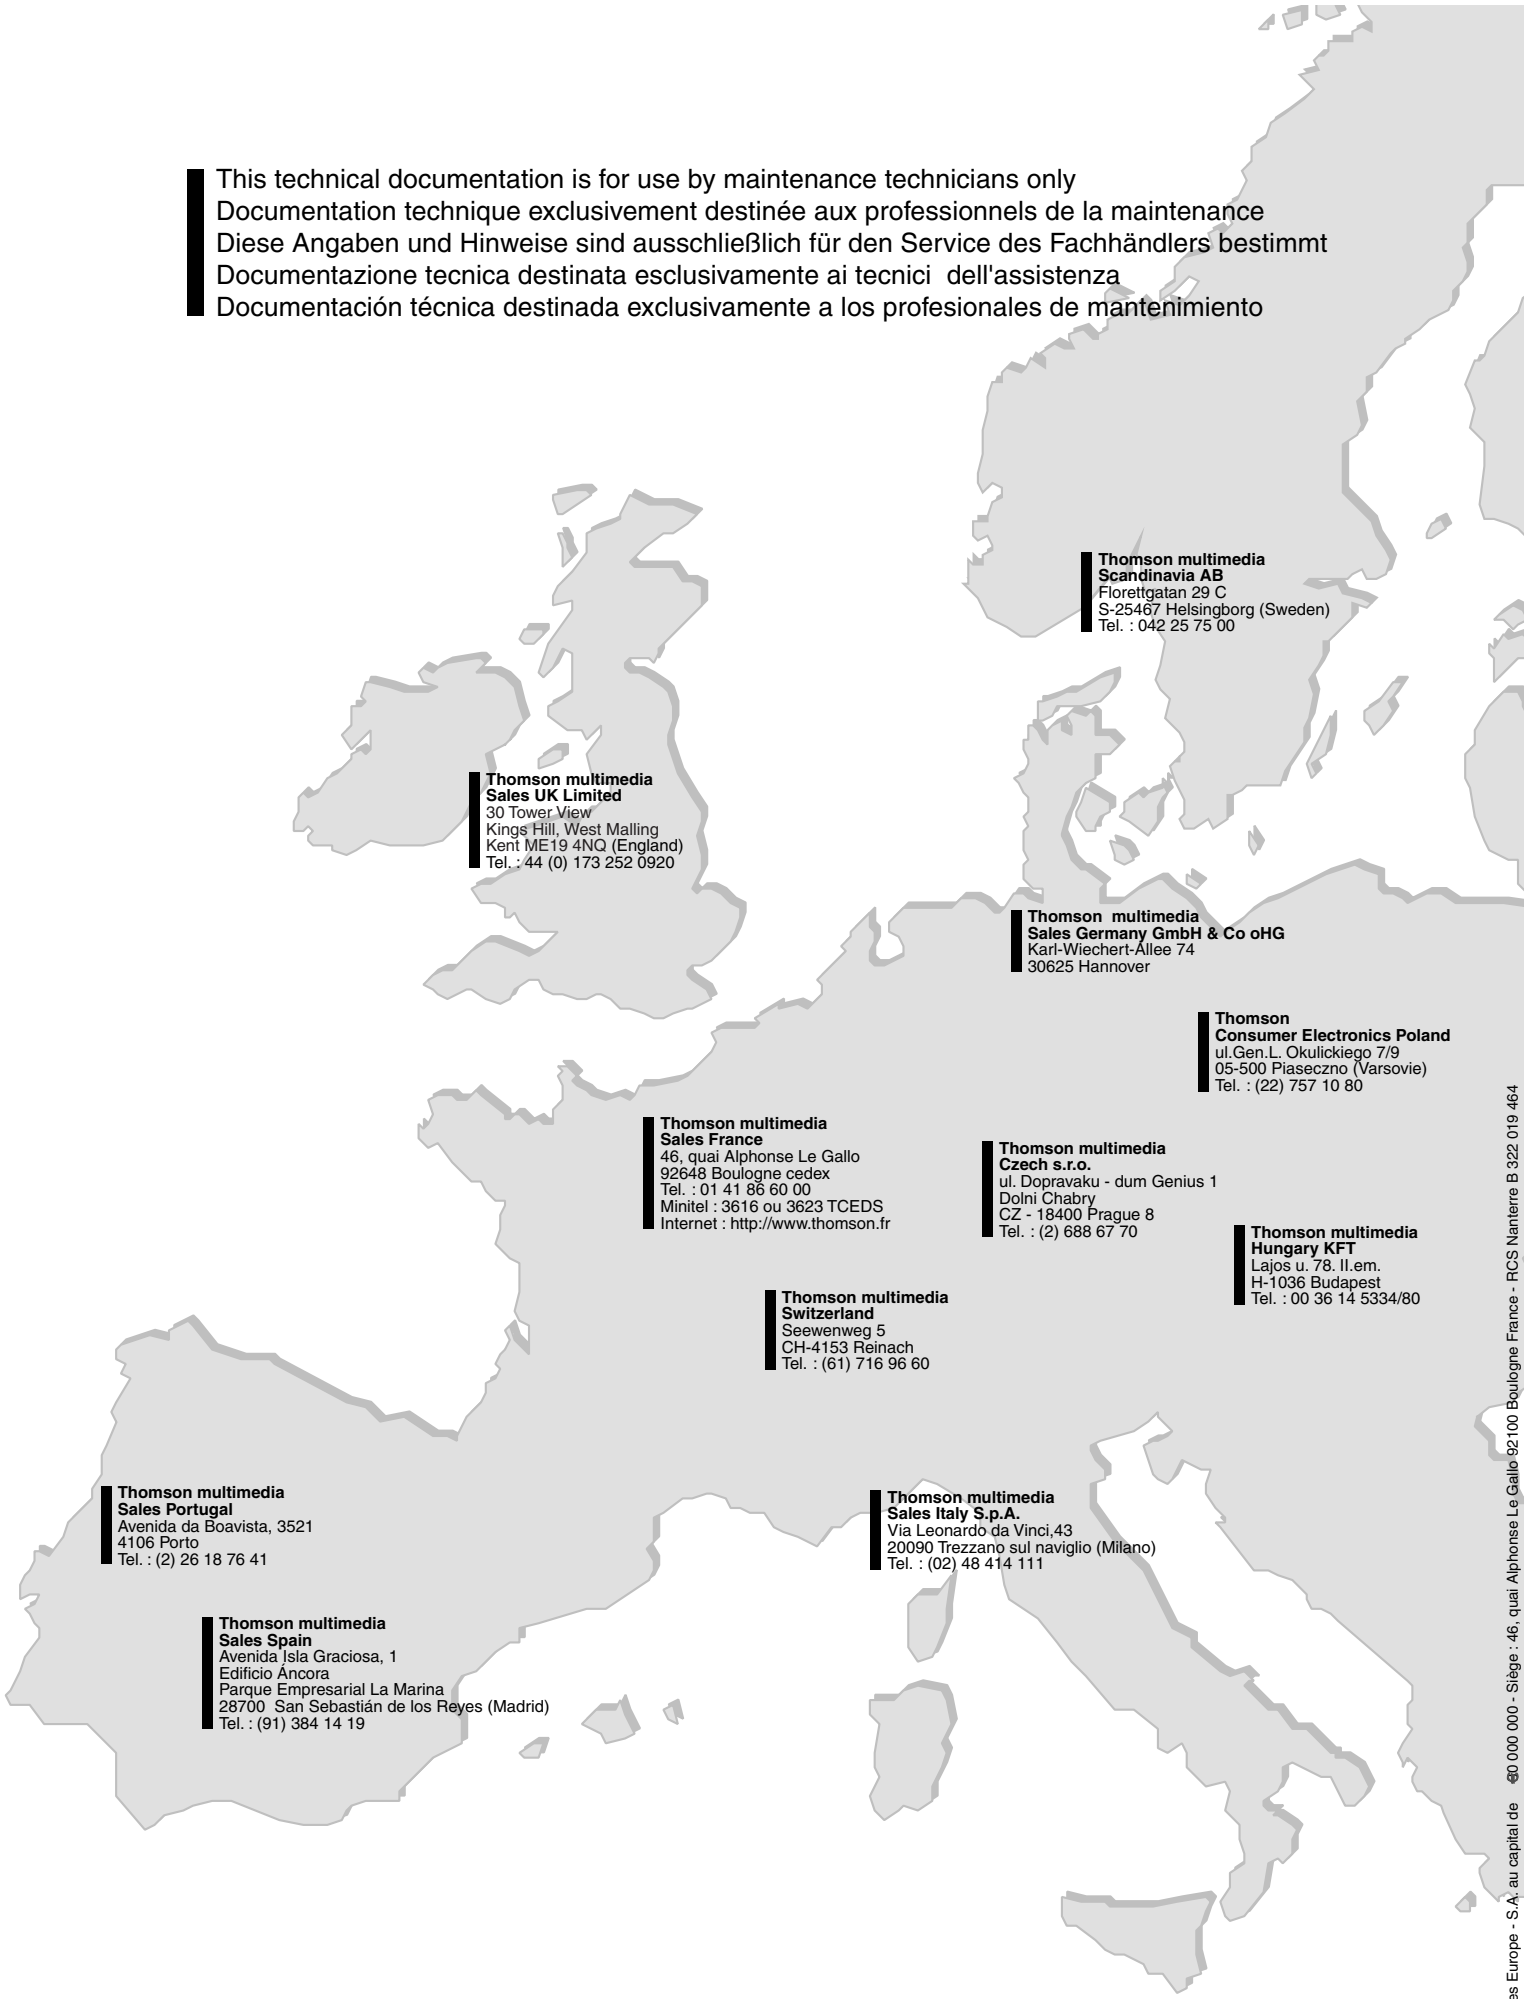 This technical documentation is for use by maintenance technicians only
Documentation technique exclusivement destinée aux professionnels de la maintenance
Diese Angaben und Hinweise sind ausschließlich für den Service des Fachhändlers bestimmt
Documentazione tecnica destinata esclusivamente ai tecnici dell'assistenza
Documentación técnica destinada exclusivamente a los profesionales de mantenimiento
Thomson multimedia
Scandinavia AB
Florettgatan 29 C
S-25467 Helsingborg (Sweden)
Tel. : 042 25 75 00
Thomson multimedia
Sales UK Limited
30 Tower View
Kings Hill, West Malling
Kent ME19 4NQ (England)
Tel. : 44 (0) 173 252 0920
Thomson multimedia
Sales Germany GmbH & Co oHG
Karl-Wiechert-Allee 74
30625 Hannover
Thomson
Consumer Electronics Poland
ul.Gen.L. Okulickiego 7/9
05-500 Piaseczno (Varsovie)
Tel. : (22) 757 10 80
Thomson multimedia
Sales France
46, quai Alphonse Le Gallo
92648 Boulogne cedex
Tel. : 01 41 86 60 00
Minitel : 3616 ou 3623 TCEDS
Internet : http://www.thomson.fr
Thomson multimedia
Czech s.r.o.
ul. Dopravaku - dum Genius 1
Dolni Chabry
CZ - 18400 Prague 8
Tel. : (2) 688 67 70
Thomson multimedia
Hungary KFT
Lajos u. 78. II.em.
H-1036 Budapest
Tel. : 00 36 14 5334/80
Thomson multimedia
Switzerland
Seewenweg 5
CH-4153 Reinach
Tel. : (61) 716 96 60
Thomson multimedia
Sales Portugal
Avenida da Boavista, 3521
4106 Porto
Tel. : (2) 26 18 76 41
Thomson multimedia
Sales Italy S.p.A.
Via Leonardo da Vinci,43
20090 Trezzano sul naviglio (Milano)
Tel. : (02) 48 414 111
Thomson multimedia
Sales Spain
Avenida Isla Graciosa, 1
Edificio Áncora
Parque Empresarial La Marina
28700 San Sebastián de los Reyes (Madrid)
Tel. : (91) 384 14 19
Europe - S.A. au capital de 000 000 - Siège : 46, quai Alphonse Le Gallo 92100 Boulogne France - RCS Nanterre B 322 019 464